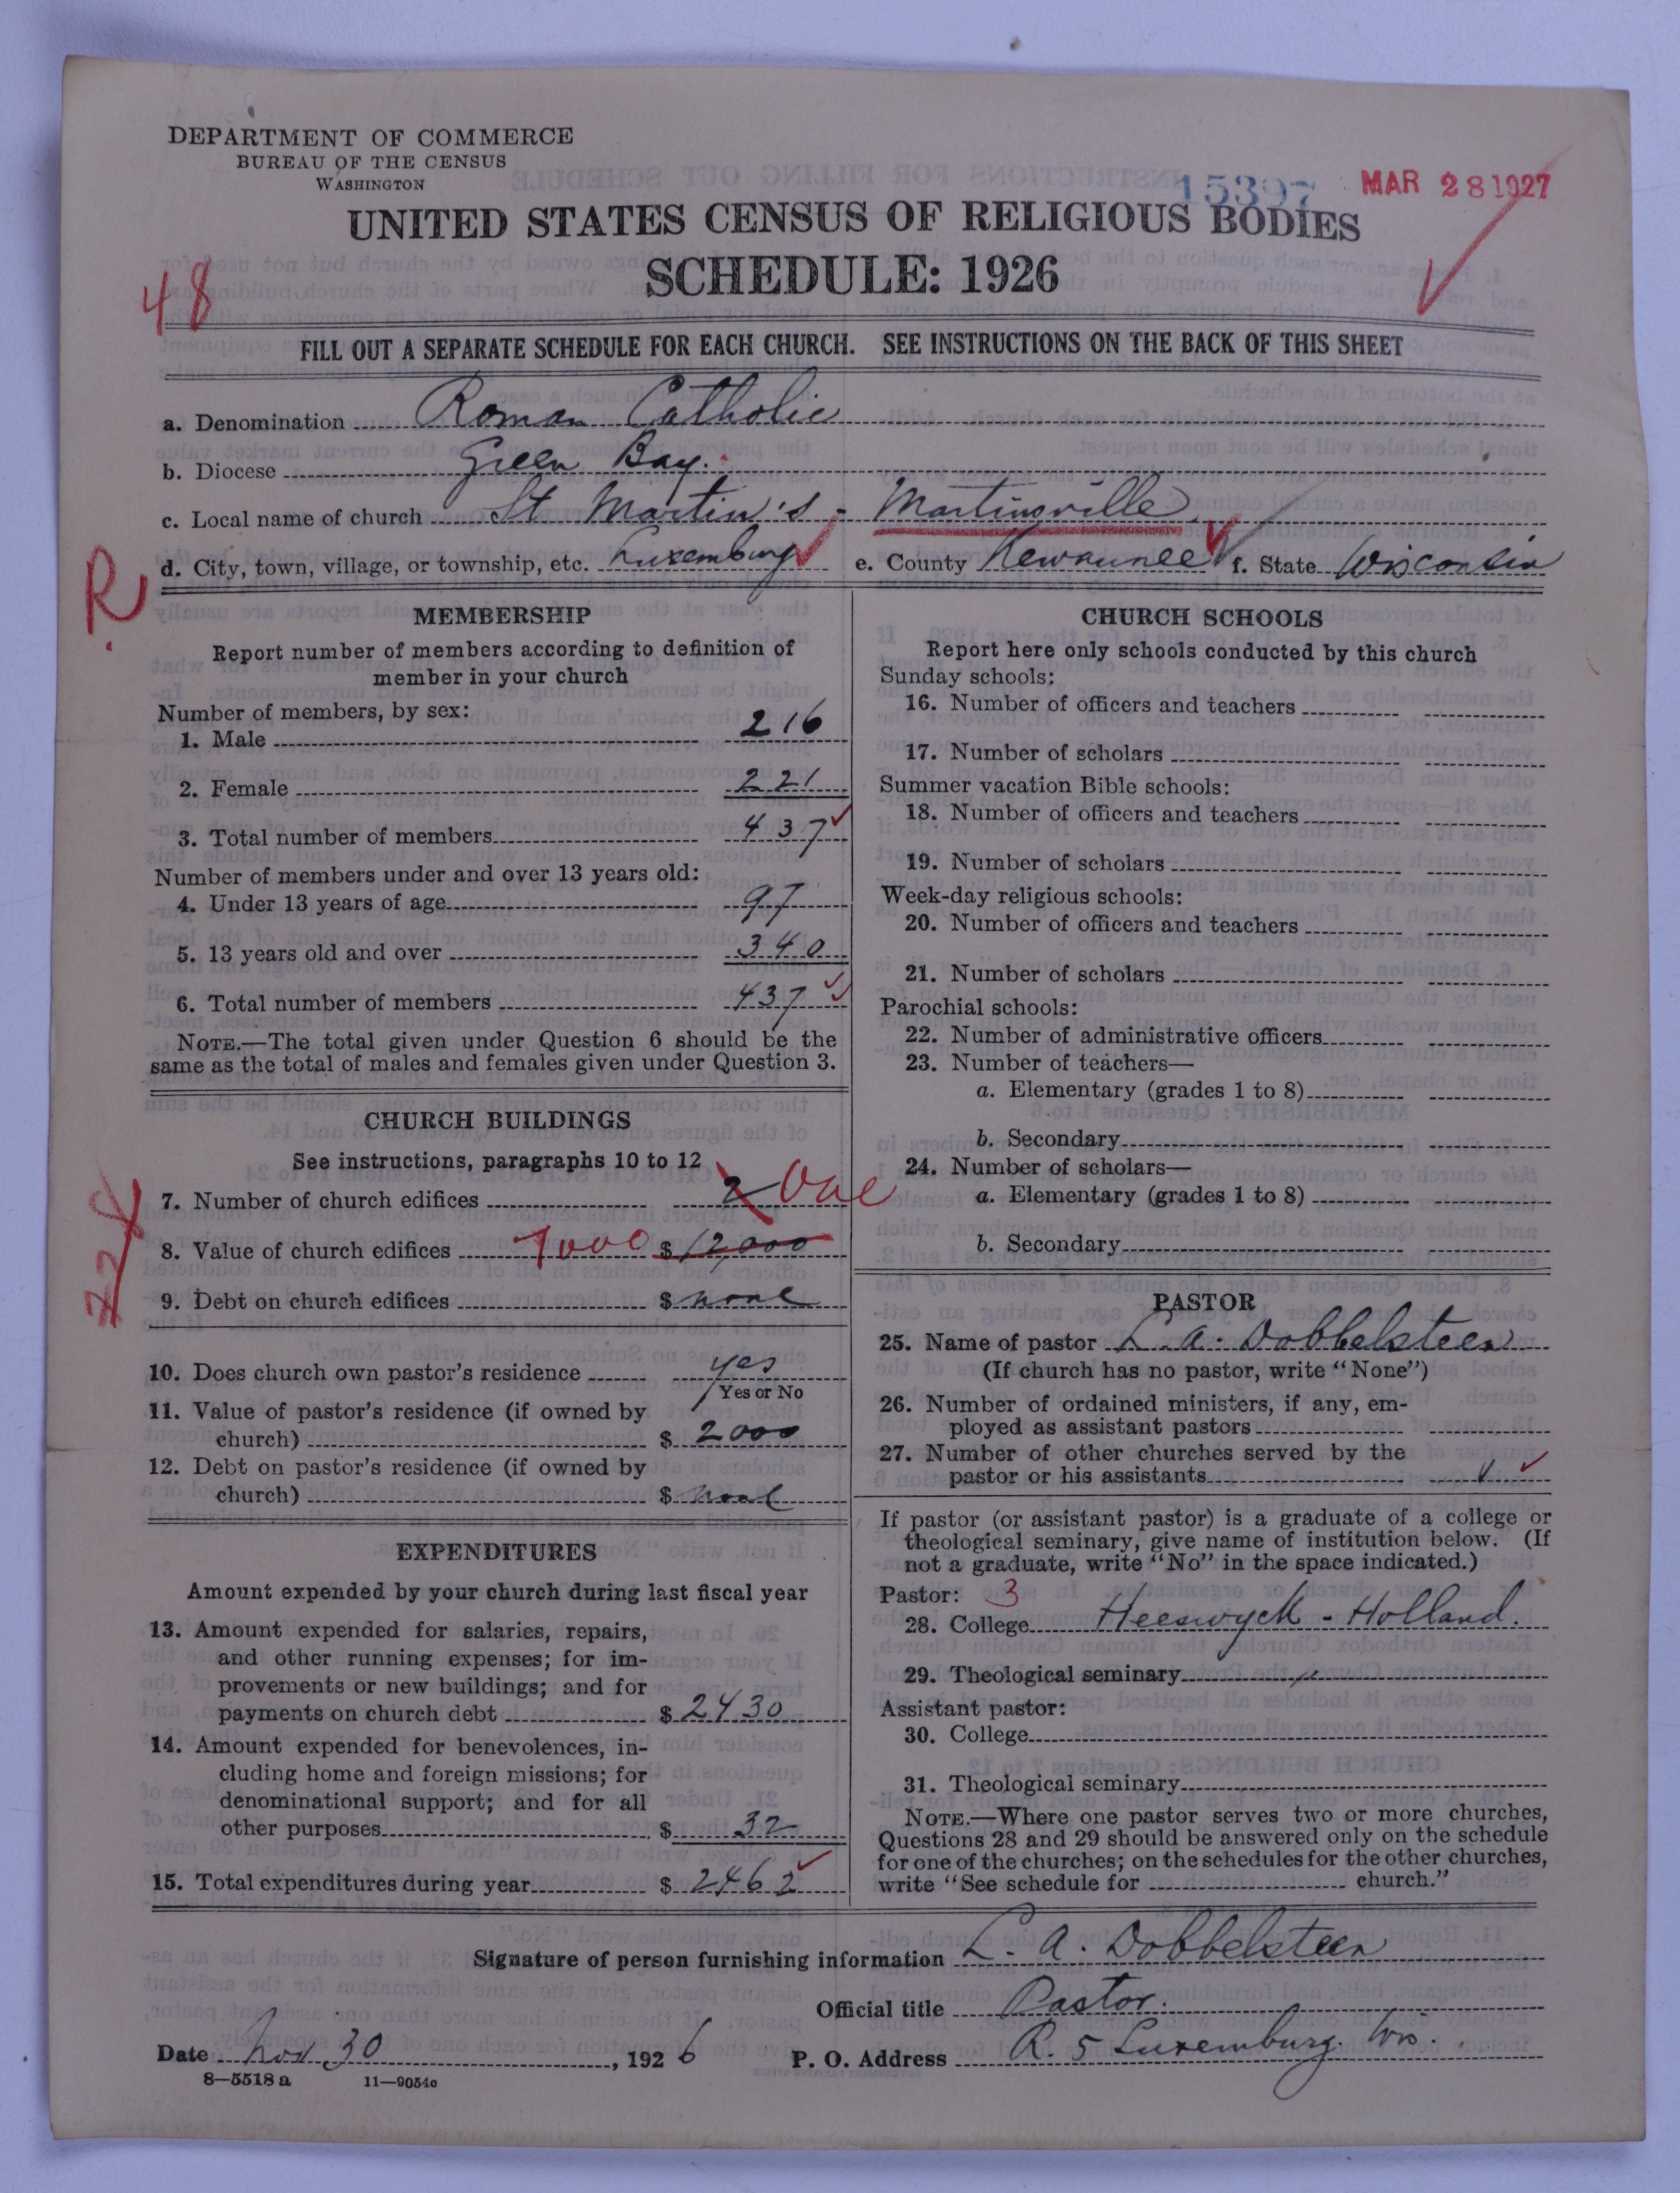 DEPARTMENT OF COMMERCE
BUREAU OF THE CENSUS
WASHINGTON
15397 MAR 28 1927
UNITED STATES CENSUS OF RELIGIOUS BODIES
SCHEDULE: 1926
48
FILL OUT A SEPARATE SCHEDULE FOR EACH CHURCH. SEE INSTRUCTIONS ON THE BACK OF THIS SHEET
a. Denomination Roman Catholic
b. Diocese Green Bay.
c. Local name of church St Martin's - Martinsville
d. City, town, village, or township, etc. Luxemburg e. County Kewaunee f. State Wisconsin
R
MEMBERSHIP
Report number of members according to definition of
member in your church
Number of members, by sex:
1. Male 216
2. Female 221
3. Total number of members 437
Number of members under and over 13 years old:
4. Under 13 years of age 97
5. 13 years old and over 340
6. Total number of members 437
NOTE.—The total given under Question 6 should be the
same as the total of males and females given under Question 3.
CHURCH BUILDINGS
See instructions, paragraphs 10 to 12
7. Number of church edifices 2 One
8. Value of church edifices 7000 $ 12,000
9. Debt on church edifices $ none
10. Does church own pastor's residence yes
Yes or No
11. Value of pastor's residence (if owned by
church) $ 2000
12. Debt on pastor's residence (if owned by
church) $ none
EXPENDITURES
Amount expended by your church during last fiscal year
13. Amount expended for salaries, repairs,
and other running expenses; for im-
provements or new buildings; and for
payments on church debt $ 2430
14. Amount expended for benevolences, in-
cluding home and foreign missions; for
denominational support; and for all
other purposes $ 32
15. Total expenditures during year $ 2462
CHURCH SCHOOLS
Report here only schools conducted by this church
Sunday schools:
16. Number of officers and teachers
17. Number of scholars
Summer vacation Bible schools:
18. Number of officers and teachers
19. Number of scholars
Week-day religious schools:
20. Number of officers and teachers
21. Number of scholars
Parochial schools:
22. Number of administrative officers
23. Number of teachers—
a. Elementary (grades 1 to 8)
b. Secondary
24. Number of scholars—
a. Elementary (grades 1 to 8)
b. Secondary
PASTOR
25. Name of pastor L. A. Dobbelsteen
(If church has no pastor, write "None")
26. Number of ordained ministers, if any, em-
ployed as assistant pastors
27. Number of other churches served by the
pastor or his assistants
If pastor (or assistant pastor) is a graduate of a college or
theological seminary, give name of institution below. (If
not a graduate, write "No" in the space indicated.)
Pastor: 3
28. College Heeswyck - Holland.
29. Theological seminary "
Assistant pastor:
30. College
31. Theological seminary
NOTE.—Where one pastor serves two or more churches,
Questions 28 and 29 should be answered only on the schedule
for one of the churches; on the schedules for the other churches,
write "See schedule for church."
Signature of person furnishing information L. A. Dobbelsteen
Official title Pastor.
Date Nov 30, 1926 P. O. Address R. 5 Luxemburg. Wis.
8—5518 a 11—9054c